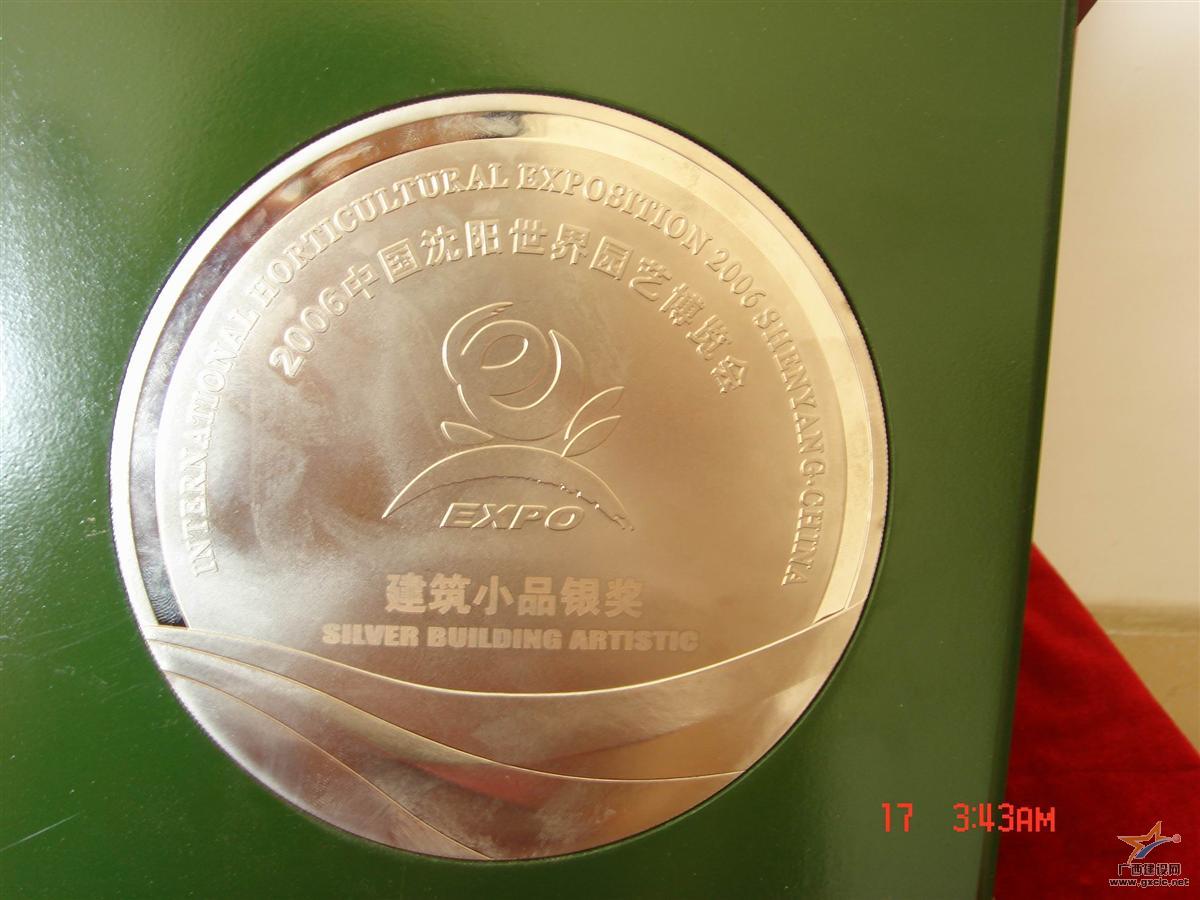 INTERNATIONAL HORTICULTURAL EXPOSITION 2006 SHENYANG·CHINA
2006中国沈阳世界园艺博览会
EXPO
建筑小品银奖
SILVER BUILDING ARTISTIC
17 3:43AM
广西建设网
www.gxcic.net